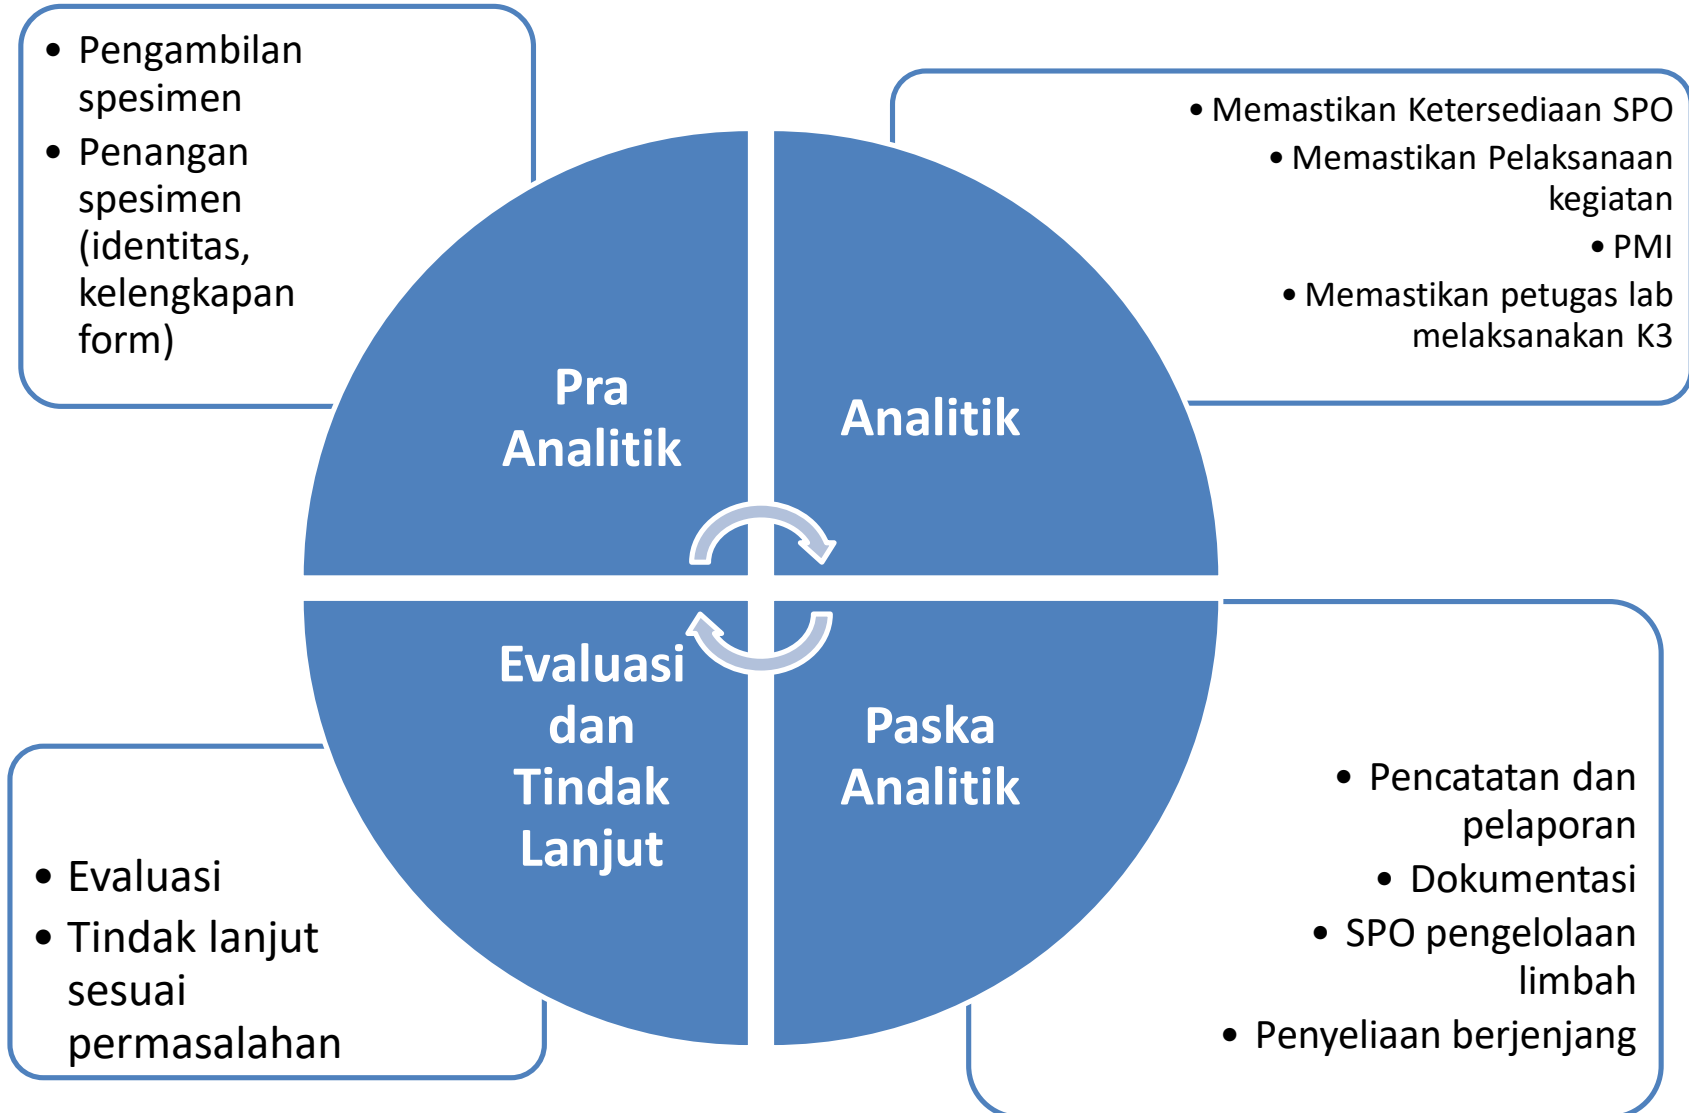 • Pengambilan
spesimen
• Penangan
spesimen
(identitas,
kelengkapan
form)
• Memastikan Ketersediaan SPO
• Memastikan Pelaksanaan
kegiatan
• PMI
• Memastikan petugas lab
melaksanakan K3
Pra
Analitik
Analitik
Evaluasi
dan
Tindak
Lanjut
Paska
Analitik
• Evaluasi
• Tindak lanjut
sesuai
permasalahan
• Pencatatan dan
pelaporan
• Dokumentasi
• SPO pengelolaan
limbah
• Penyeliaan berjenjang